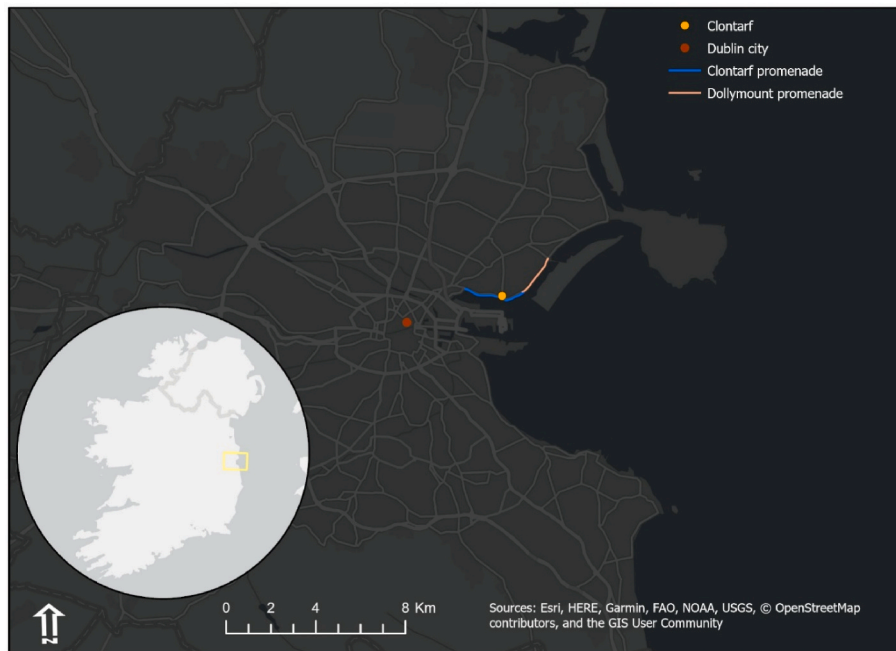 Clontarf
Dublin city
Clontarf promenade
Dollymount promenade
0 2 4 8 Km
N
Sources: Esri, HERE, Garmin, FAO, NOAA, USGS, © OpenStreetMap
contributors, and the GIS User Community